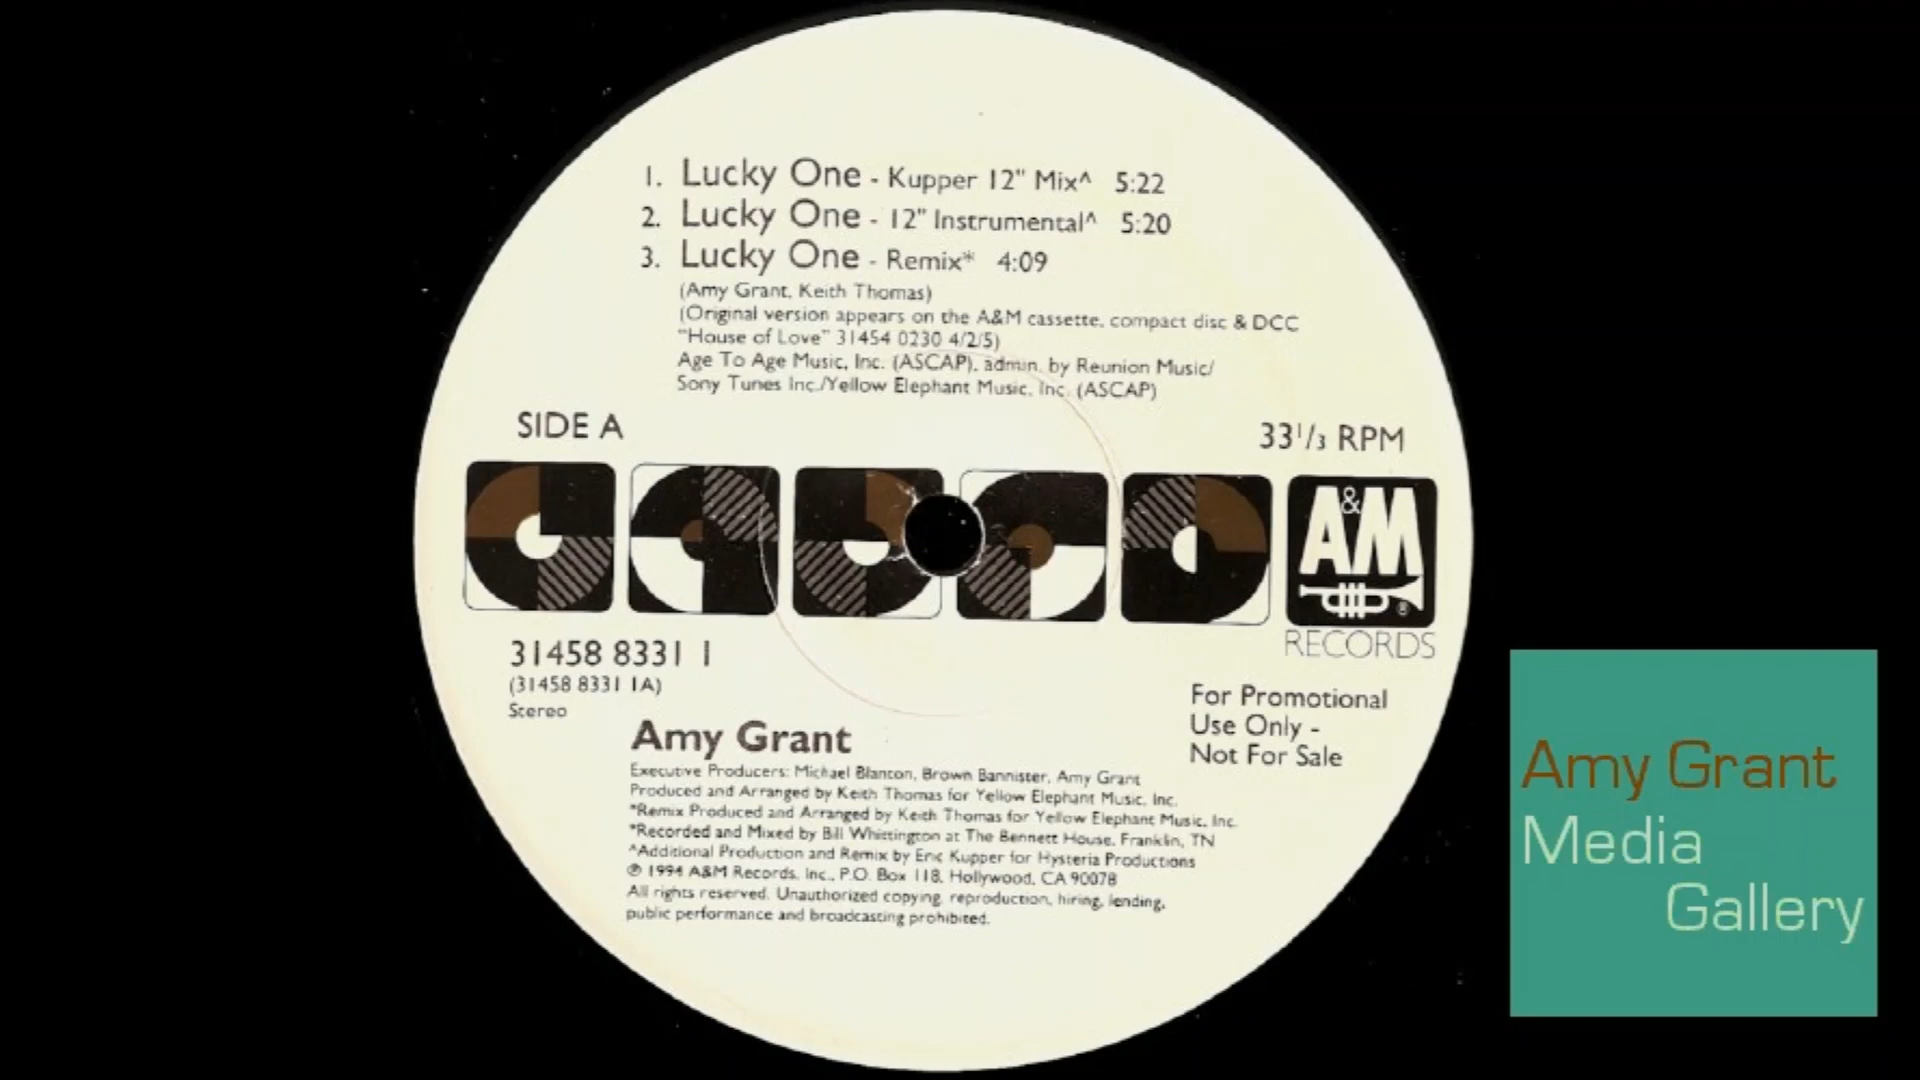 1. Lucky One - Kupper 12" Mix^ 5:22
2. Lucky One - 12" Instrumental^ 5:20
3. Lucky One - Remix* 4:09
(Amy Grant, Keith Thomas)
(Original version appears on the A&M cassette, compact disc & DCC
"House of Love" 31454 0230 4/2/5)
Age To Age Music, Inc. (ASCAP), admin. by Reunion Music/
Sony Tunes Inc./Yellow Elephant Music, Inc. (ASCAP)
SIDE A
33 1/3 RPM
A&M
®
RECORDS
31458 8331 1
(31458 8331 1A)
Stereo
For Promotional
Use Only -
Not For Sale
Amy Grant
Executive Producers: Michael Blanton, Brown Bannister, Amy Grant
Produced and Arranged by Keith Thomas for Yellow Elephant Music, Inc.
*Remix Produced and Arranged by Keith Thomas for Yellow Elephant Music, Inc.
*Recorded and Mixed by Bill Whittington at The Bennett House, Franklin, TN
^Additional Production and Remix by Eric Kupper for Hysteria Productions
℗ 1994 A&M Records, Inc., P.O. Box 118, Hollywood, CA 90078
All rights reserved. Unauthorized copying, reproduction, hiring, lending,
public performance and broadcasting prohibited.
Amy Grant
Media
Gallery